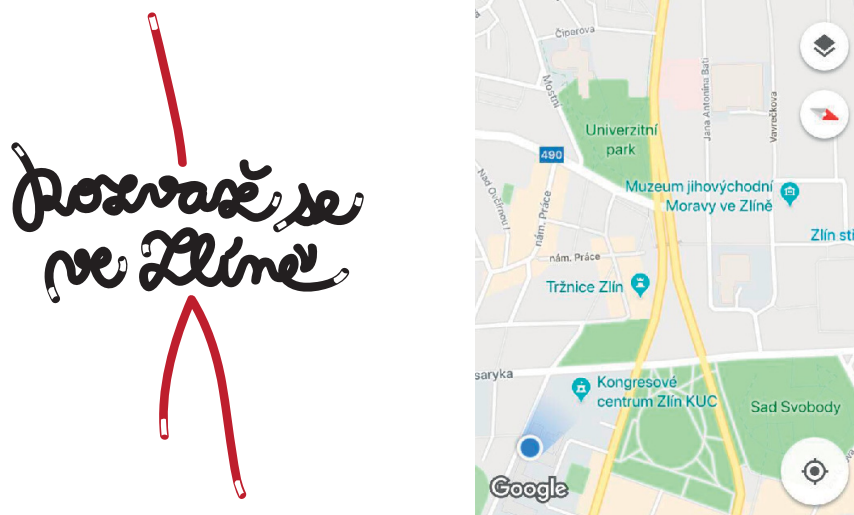 Rozvaž se
ve Zlíně
Čiperova
Mostní
Univerzitní
park
Jana Antonína Bati
Vavrečkova
490
Nad Ovčírnou I
nám. Práce
Muzeum jihovýchodní
Moravy ve Zlíně
Zlín stř
nám. Práce
Tržnice Zlín
saryka
Kongresové
centrum Zlín KUC
Sad Svobody
Google